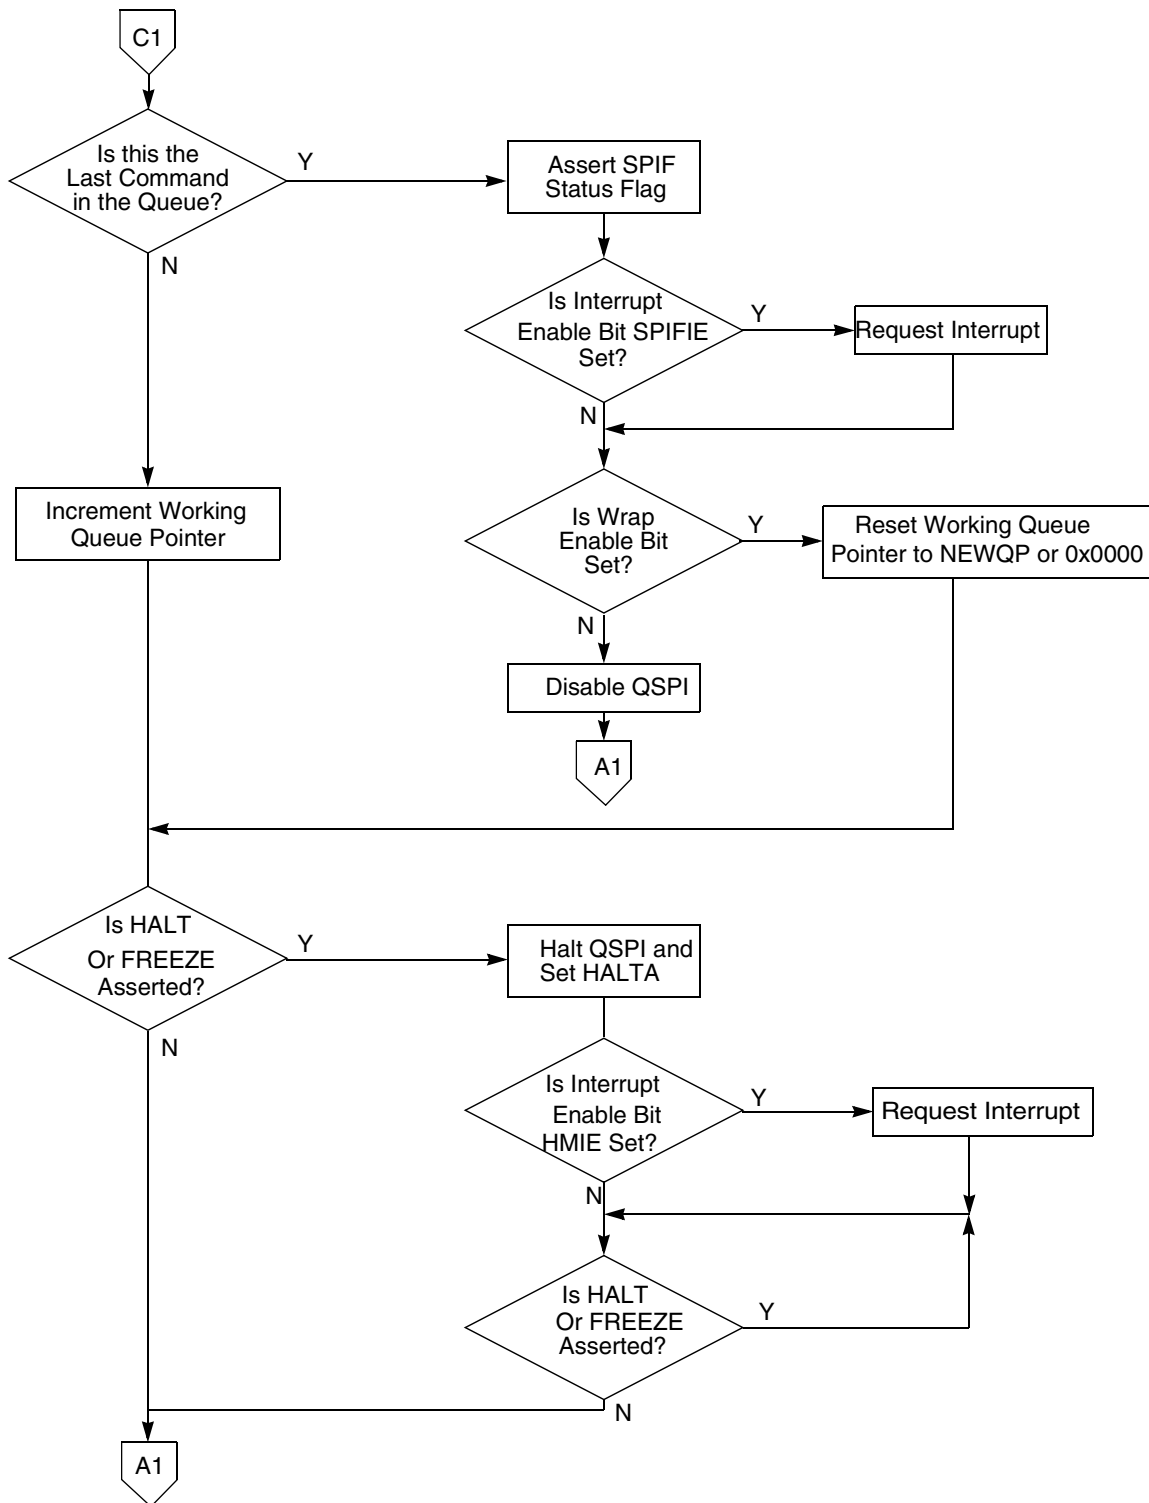 C1
Is this the
Last Command
in the Queue?
Y
N
Assert SPIF
Status Flag
Is Interrupt
Enable Bit SPIFIE
Set?
Y
Request Interrupt
N
Increment Working
Queue Pointer
Is Wrap
Enable Bit
Set?
Y
Reset Working Queue
Pointer to NEWQP or 0x0000
N
Disable QSPI
A1
Is HALT
Or FREEZE
Asserted?
Y
N
Halt QSPI and
Set HALTA
Is Interrupt
Enable Bit
HMIE Set?
Y
Request Interrupt
N
Is HALT
Or FREEZE
Asserted?
Y
N
A1